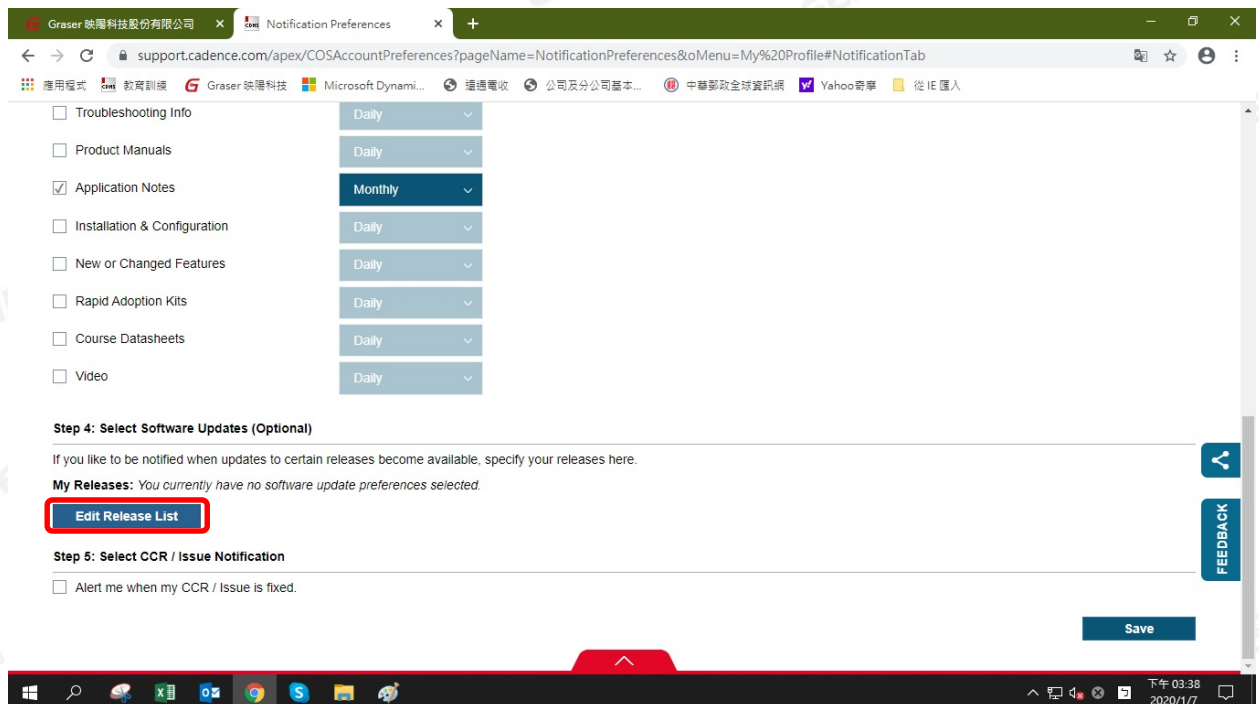 Graser 映陽科技股份有限公司
Notification Preferences
support.cadence.com/apex/COSAccountPreferences?pageName=NotificationPreferences&oMenu=My%20Profile#NotificationTab
應用程式 教育訓練 Graser 映陽科技 Microsoft Dynami... 遠通電收 公司及分公司基本... 中華郵政全球資訊網 Yahoo奇摩 從 IE 匯入
Troubleshooting Info Daily
Product Manuals Daily
Application Notes Monthly
Installation & Configuration Daily
New or Changed Features Daily
Rapid Adoption Kits Daily
Course Datasheets Daily
Video Daily
Step 4: Select Software Updates (Optional)
If you like to be notified when updates to certain releases become available, specify your releases here.
My Releases: You currently have no software update preferences selected.
Edit Release List
FEEDBACK
Step 5: Select CCR / Issue Notification
Alert me when my CCR / Issue is fixed.
Save
下午 03:38
2020/1/7